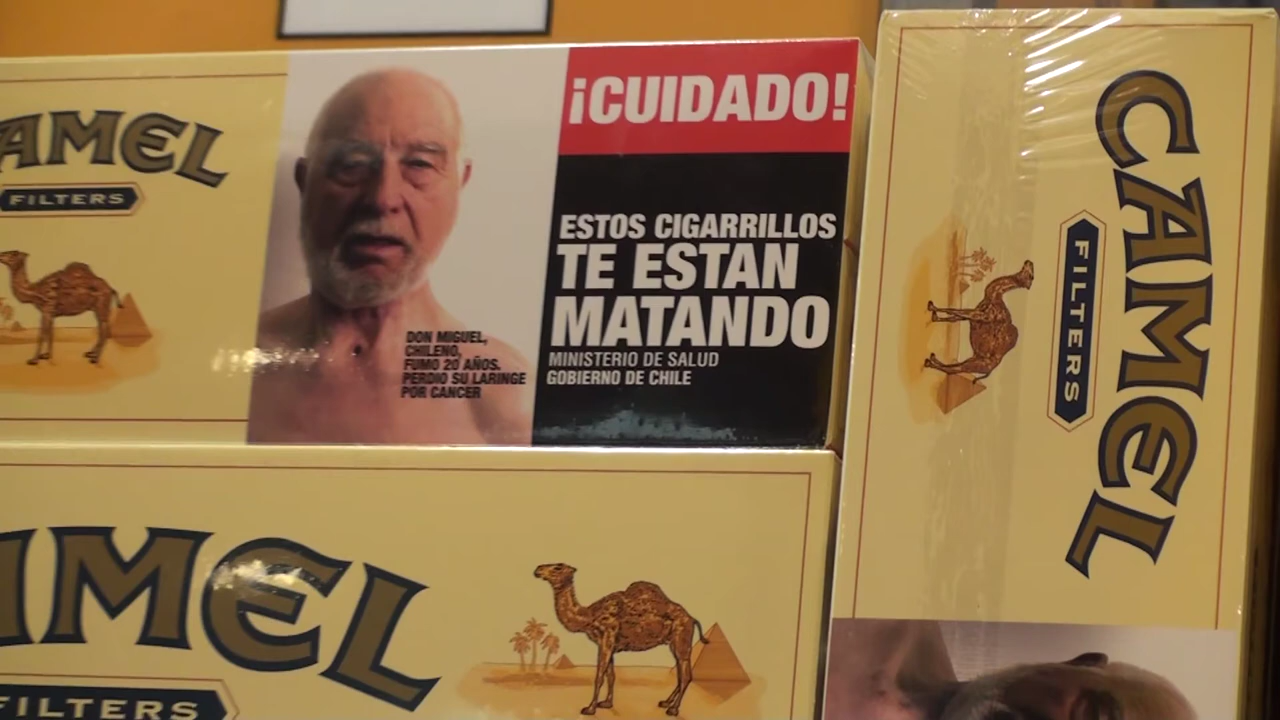 AMEL
FILTERS
¡CUIDADO!
ESTOS CIGARRILLOS
TE ESTAN
MATANDO
MINISTERIO DE SALUD
GOBIERNO DE CHILE
DON MIGUEL,
CHILENO,
FUMO 20 AÑOS.
PERDIO SU LARINGE
POR CANCER
CAMEL
FILTERS
AMEL
FILTERS